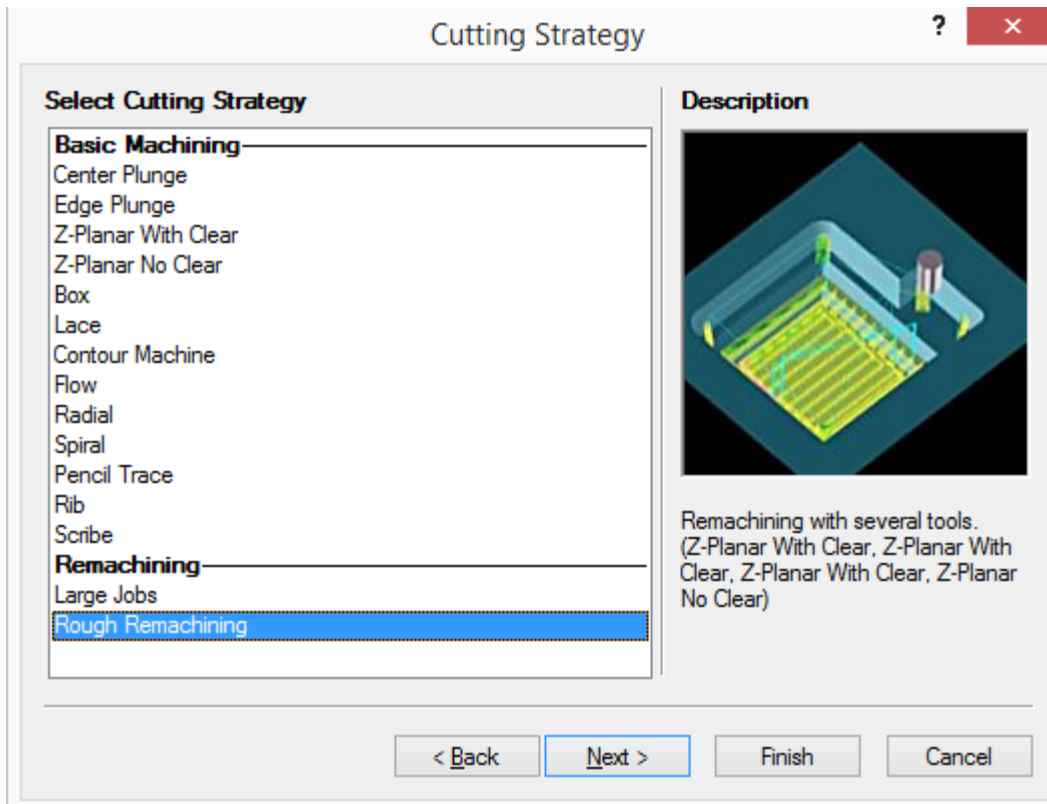 Cutting Strategy
?
×
Select Cutting Strategy
Basic Machining
Center Plunge
Edge Plunge
Z-Planar With Clear
Z-Planar No Clear
Box
Lace
Contour Machine
Flow
Radial
Spiral
Pencil Trace
Rib
Scribe
Remachining
Large Jobs
Rough Remachining
Description
Remachining with several tools.
(Z-Planar With Clear, Z-Planar With
Clear, Z-Planar With Clear, Z-Planar
No Clear)
< Back
Next >
Finish
Cancel